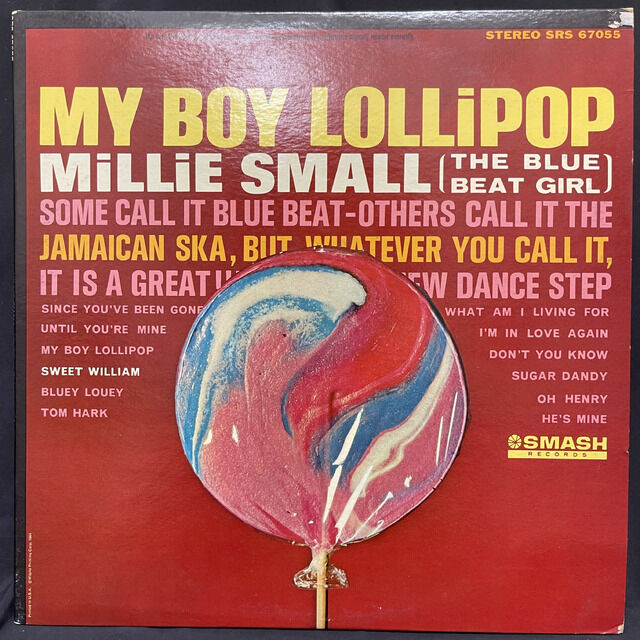 STEREO SRS 67055
MY BOY LOLLiPOP
MiLLiE SMALL (THE BLUE BEAT GIRL)
SOME CALL IT BLUE BEAT-OTHERS CALL IT THE
JAMAICAN SKA, BUT WHATEVER YOU CALL IT,
IT IS A GREAT NEW DANCE STEP
SINCE YOU'VE BEEN GONE
UNTIL YOU'RE MINE
MY BOY LOLLIPOP
SWEET WILLIAM
BLUEY LOUEY
TOM HARK
WHAT AM I LIVING FOR
I'M IN LOVE AGAIN
DON'T YOU KNOW
SUGAR DANDY
OH HENRY
HE'S MINE
SMASH
RECORDS